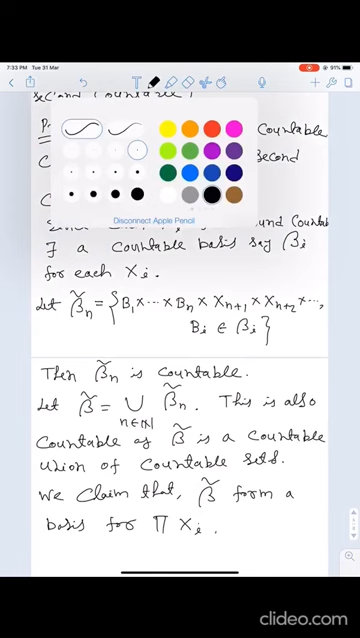 7:33 PM Tue 31 Mar
91%
Second Countable.
Countable
Second
Disconnect Apple Pencil
∃ a Countable basis say βᵢ
for each Xᵢ.
Let β̃ₙ = { B₁ × ⋯ × Bₙ × Xₙ₊₁ × Xₙ₊₂ × ⋯,
Bᵢ ∈ βᵢ }
Then β̃ₙ is Countable.
Let β̃ = ∪ β̃ₙ. This is also
n∈ℕ
Countable as β̃ is a Countable
union of Countable sets.
We Claim that, β̃ form a
basis for ∏ Xᵢ.
clideo.com